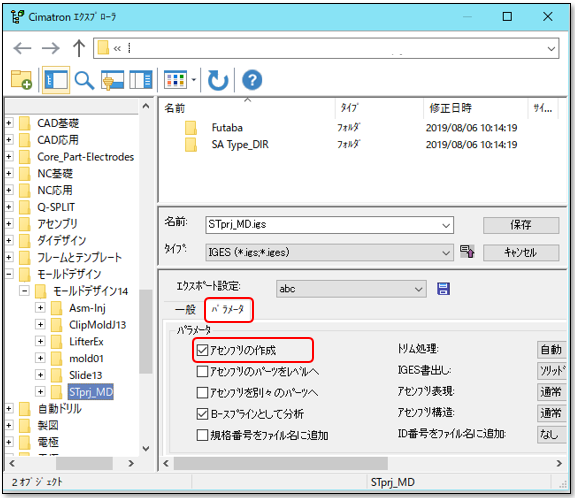 Cimatron エクスプローラ
«
名前
タイプ
修正日時
サイ...
Futaba
フォルダ
2019/08/06 10:14:19
SA Type_DIR
フォルダ
2019/08/06 10:14:19
CAD基礎
CAD応用
Core_Part-Electrodes
NC基礎
NC応用
Q-SPLIT
アセンブリ
ダイデザイン
フレームとテンプレート
モールドデザイン
モールドデザイン14
Asm-Inj
ClipMoldJ13
LifterEx
mold01
Slide13
STprj_MD
自動ドリル
製図
電極
名前:
STprj_MD.igs
保存
タイプ:
IGES (*.igs;*.iges)
キャンセル
エクスポート設定:
abc
一般
パラメータ
パラメータ
アセンブリの作成
トリム処理:
自動
アセンブリのパーツをレベルへ
IGES書出し:
ソリッド
アセンブリを別々のパーツへ
アセンブリ表現:
通常
B-スプラインとして分析
アセンブリ構造:
通常
規格番号をファイル名に追加
ID番号をファイル名に追加:
なし
2 オブジェクト
STprj_MD